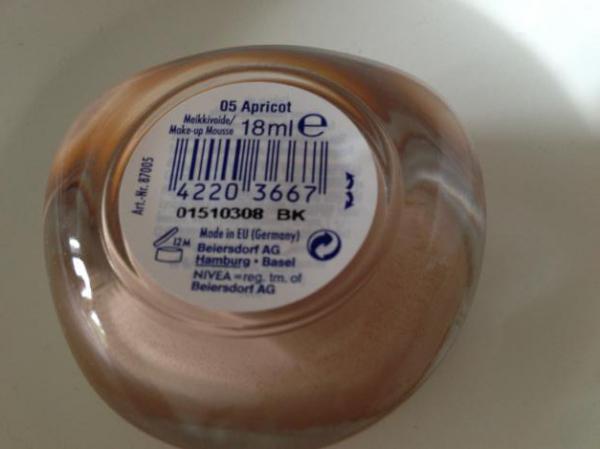 05 Apricot
Meikkivoide/
Make-up Mousse 18ml e
Art.-Nr. 87005
4220 3667
01510308 BK
12M
Made in EU (Germany)
Beiersdorf AG
Hamburg • Basel
NIVEA = reg. tm. of
Beiersdorf AG